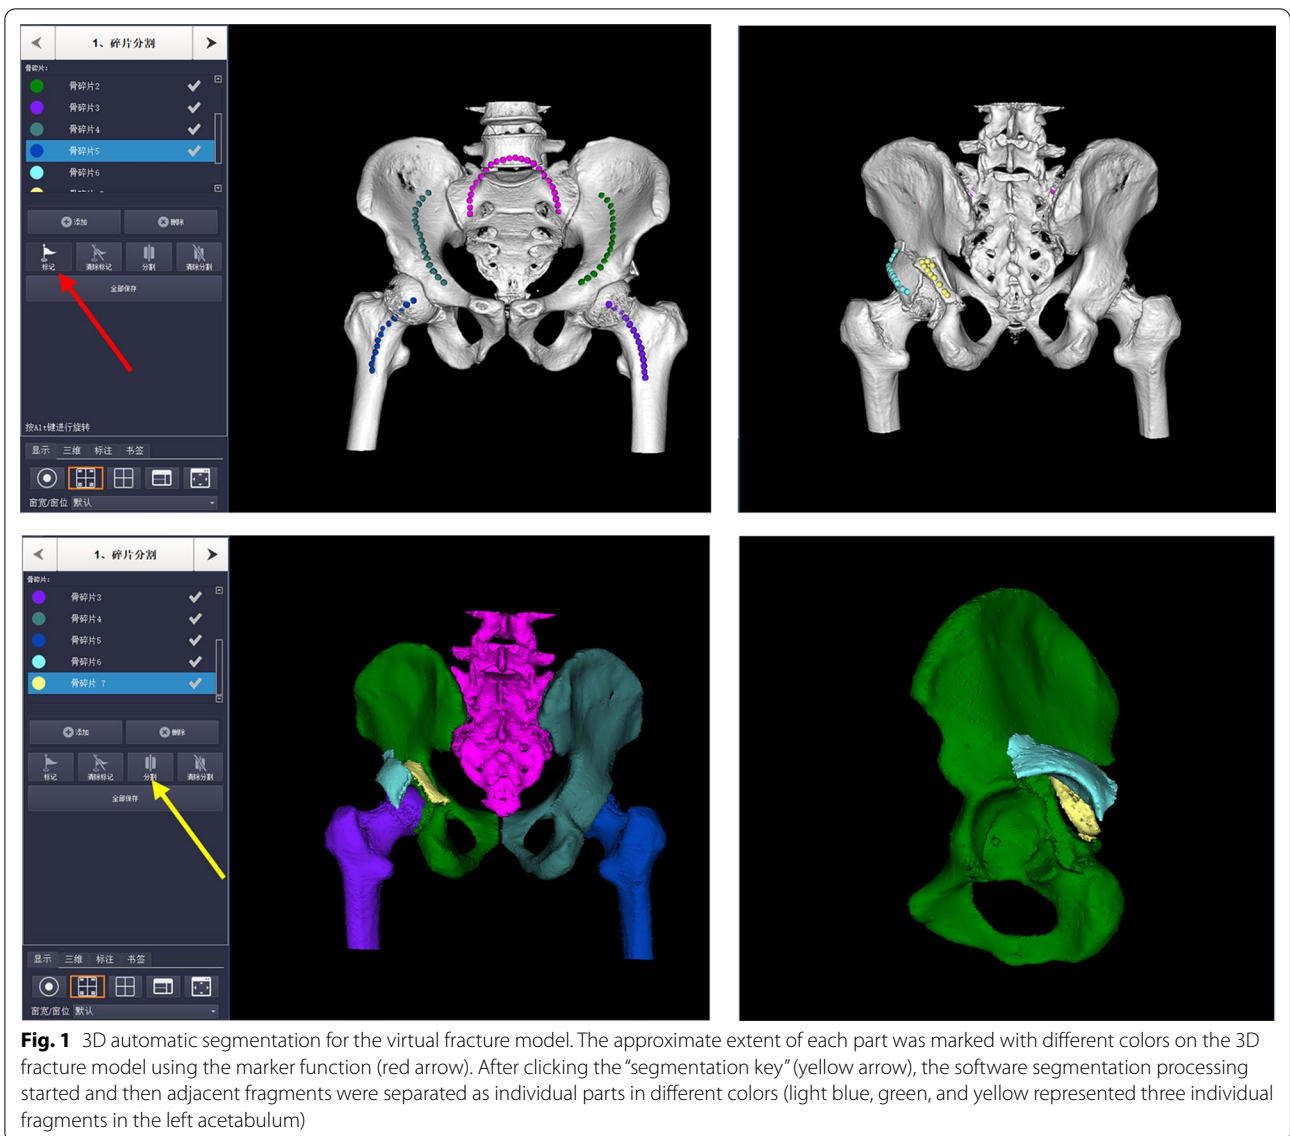 1、碎片分割
骨碎片:
骨碎片2
骨碎片3
骨碎片4
骨碎片5
骨碎片6
添加 删除
标记 清除标记 分割 清除分割
全部保存
按Alt键进行旋转
显示 三维 标注 书签
窗宽/窗位 默认
1、碎片分割
骨碎片:
骨碎片3
骨碎片4
骨碎片5
骨碎片6
骨碎片 7
添加 删除
标记 清除标记 分割 清除分割
全部保存
显示 三维 标注 书签
窗宽/窗位 默认
Fig. 1 3D automatic segmentation for the virtual fracture model. The approximate extent of each part was marked with different colors on the 3D
fracture model using the marker function (red arrow). After clicking the “segmentation key” (yellow arrow), the software segmentation processing
started and then adjacent fragments were separated as individual parts in different colors (light blue, green, and yellow represented three individual
fragments in the left acetabulum)